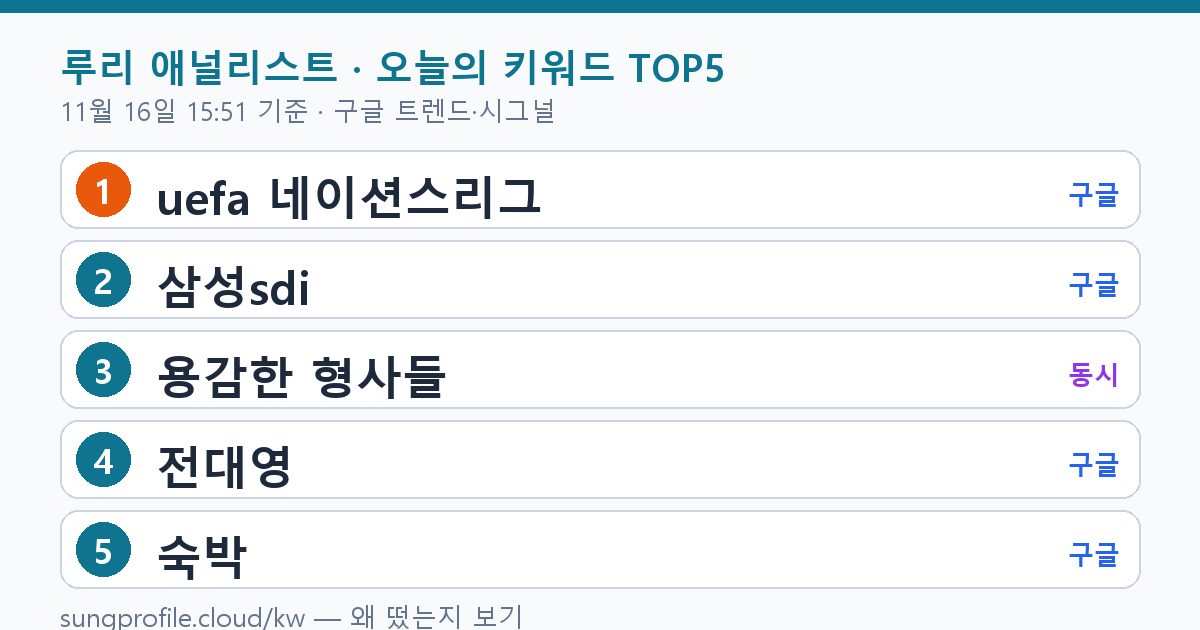 루리 애널리스트 · 오늘의 키워드 TOP5
11월 16일 15:51 기준 · 구글 트렌드·시그널
1 uefa 네이션스리그 구글
2 삼성sdi 구글
3 용감한 형사들 동시
4 전대영 구글
5 숙박 구글
sungprofile.cloud/kw — 왜 떴는지 보기